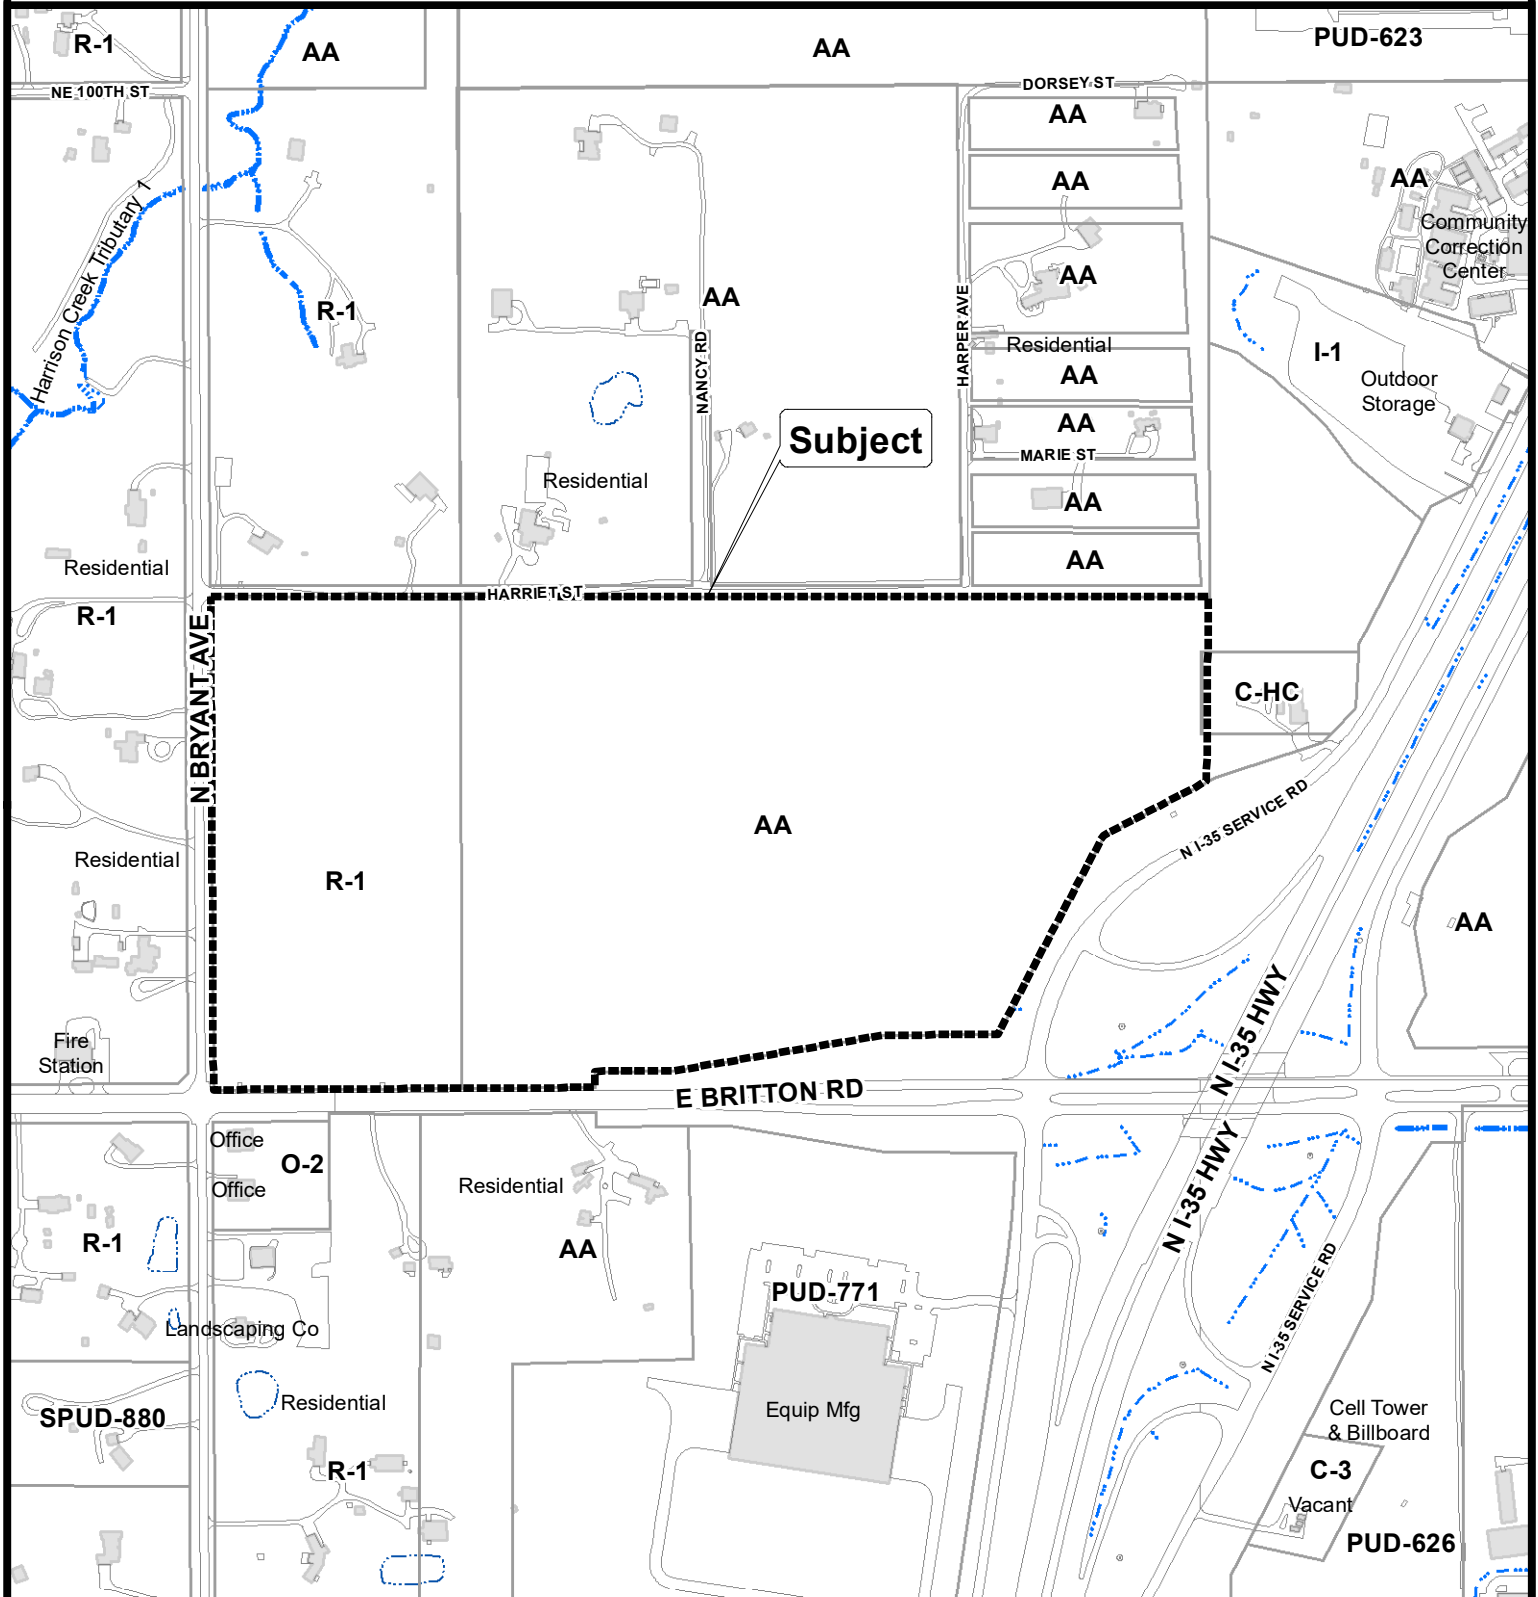 R-1
AA
AA
PUD-623
NE 100TH ST
DORSEY ST
AA
AA
AA
Community
Correction
Center
Harrison Creek Tributary 1
R-1
AA
AA
HARPER AVE
NANCY RD
Residential
I-1
AA
Outdoor
Storage
AA
Subject
MARIE ST
Residential
AA
AA
Residential
HARRIET ST
R-1
N BRYANT AVE
C-HC
N I-35 SERVICE RD
AA
Residential
R-1
AA
N I-35 HWY
Fire
Station
E BRITTON RD
Office
O-2
Office
Residential
N I-35 HWY
R-1
AA
PUD-771
N I-35 SERVICE RD
Landscaping Co
Residential
SPUD-880
Equip Mfg
Cell Tower
& Billboard
R-1
C-3
Vacant
PUD-626